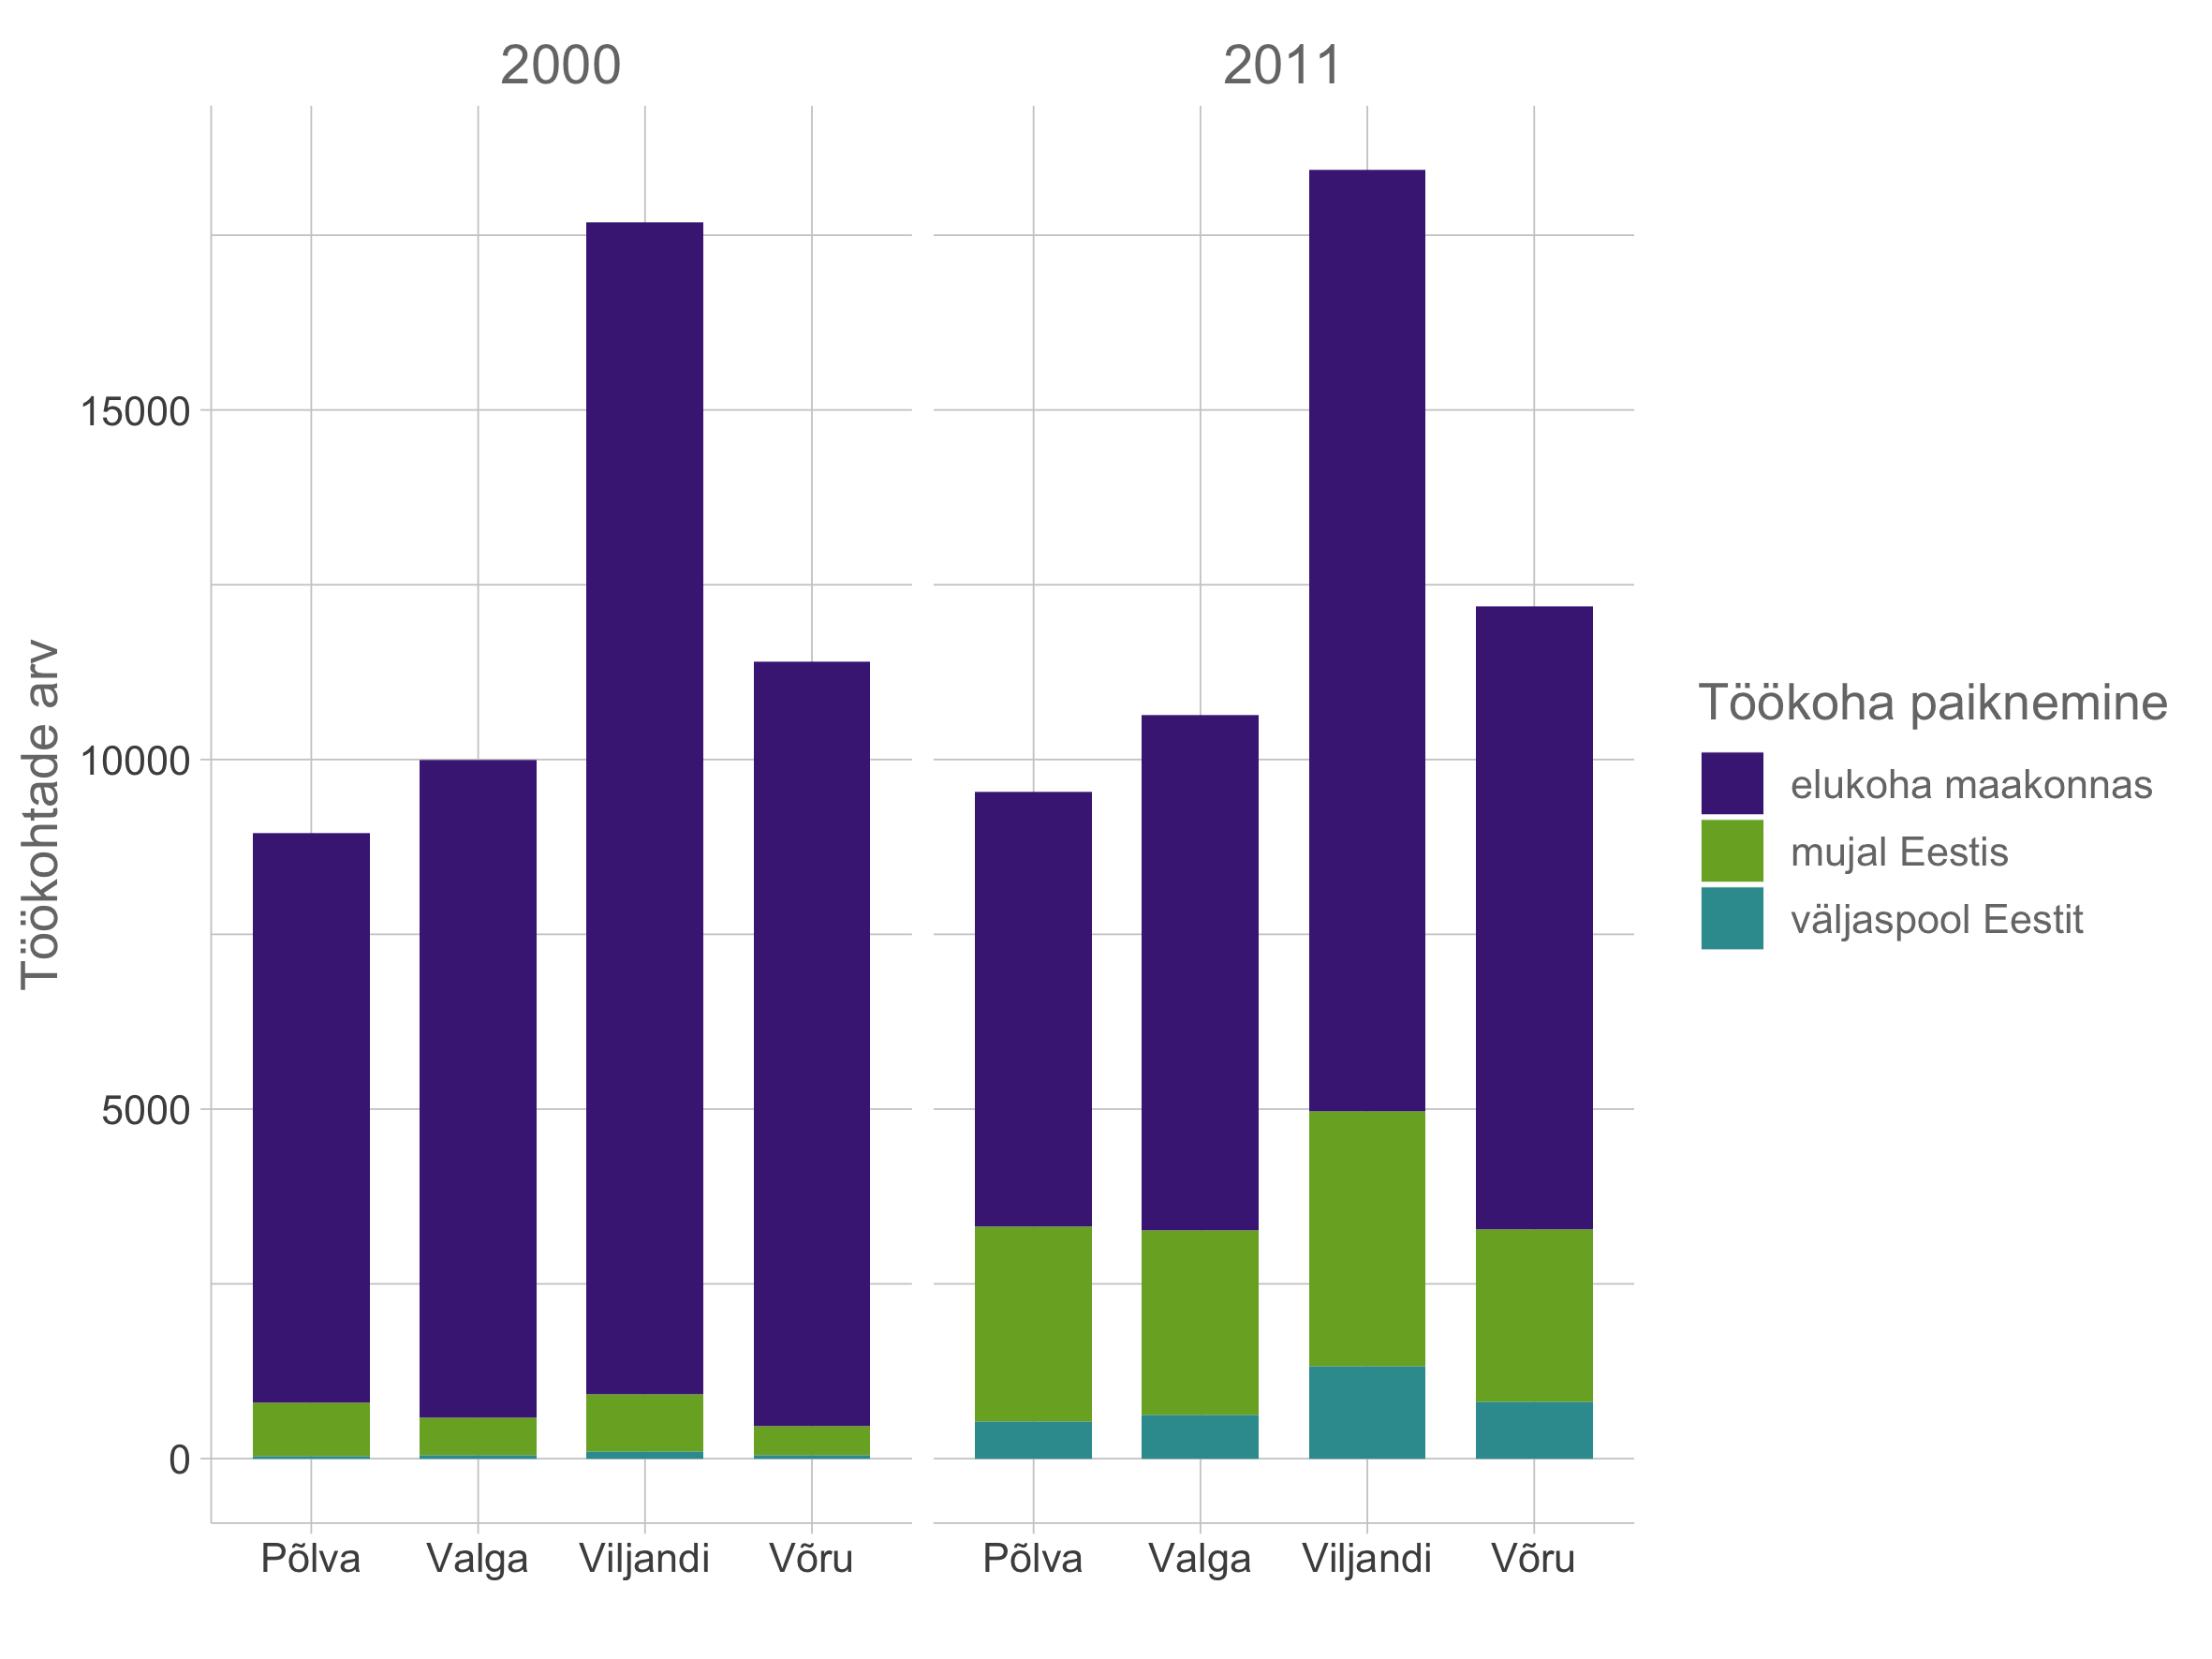 2000
2011
Töökohtade arv
15000
10000
5000
0
Põlva Valga Viljandi Võru
Põlva Valga Viljandi Võru
Töökoha paiknemine
elukoha maakonnas
mujal Eestis
väljaspool Eestit